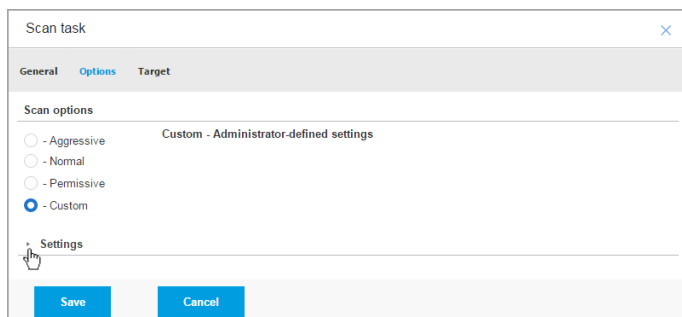 Scan task
General Options Target
Scan options
Custom - Administrator-defined settings
- Aggressive
- Normal
- Permissive
- Custom
Settings
Save Cancel